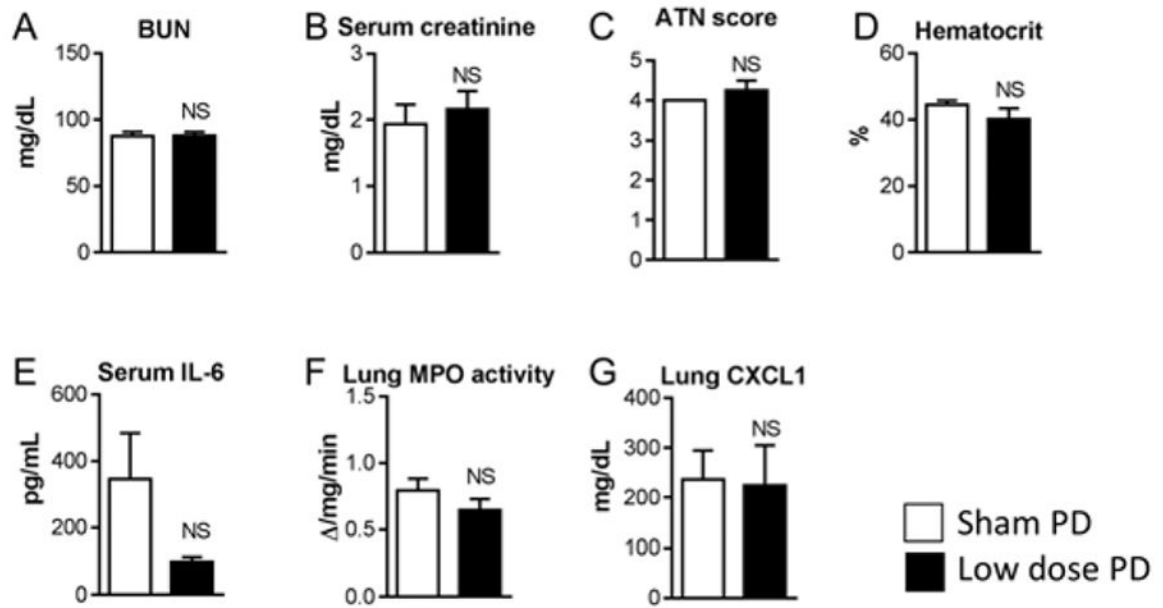 A BUN
150
100
50
0
mg/dL
NS
B Serum creatinine
3
2
1
0
mg/dL
NS
C ATN score
5
4
3
2
1
0
NS
D Hematocrit
60
40
20
0
%
NS
E Serum IL-6
600
400
200
0
pg/mL
NS
F Lung MPO activity
1.5
1.0
0.5
0.0
Δ/mg/min
NS
G Lung CXCL1
400
300
200
100
0
mg/dL
NS
Sham PD
Low dose PD